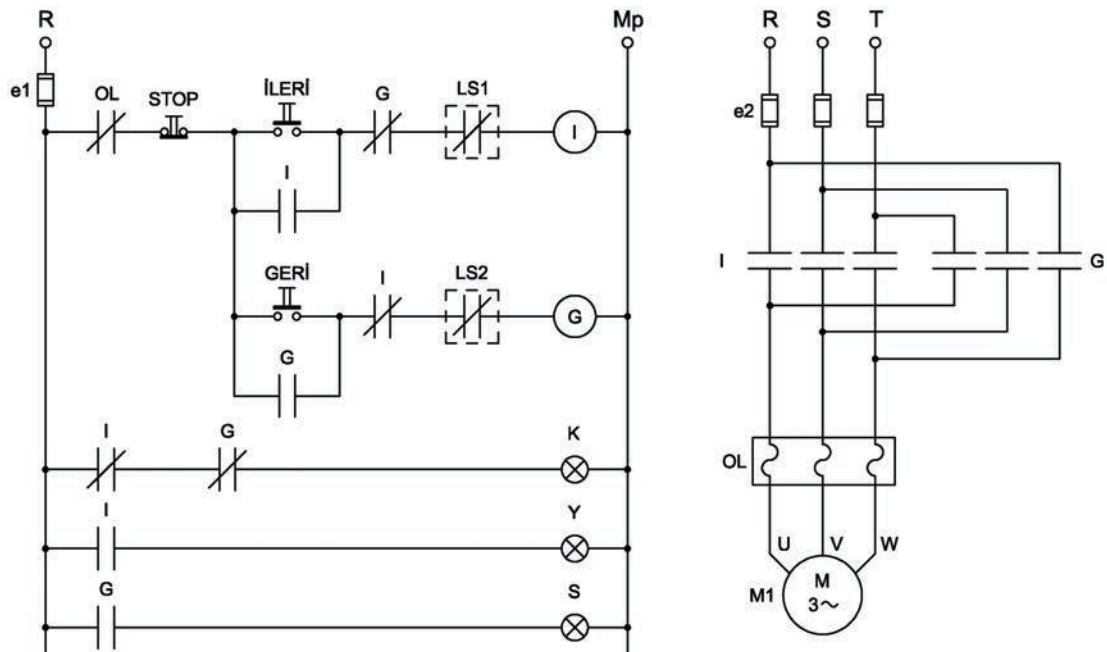 R Mp R S T
e1 OL STOP İLERİ G LS1 e2
I
I
I G
GERİ I LS2
G
G
I G K
OL
I Y
U V W
G S
M1 M
3~